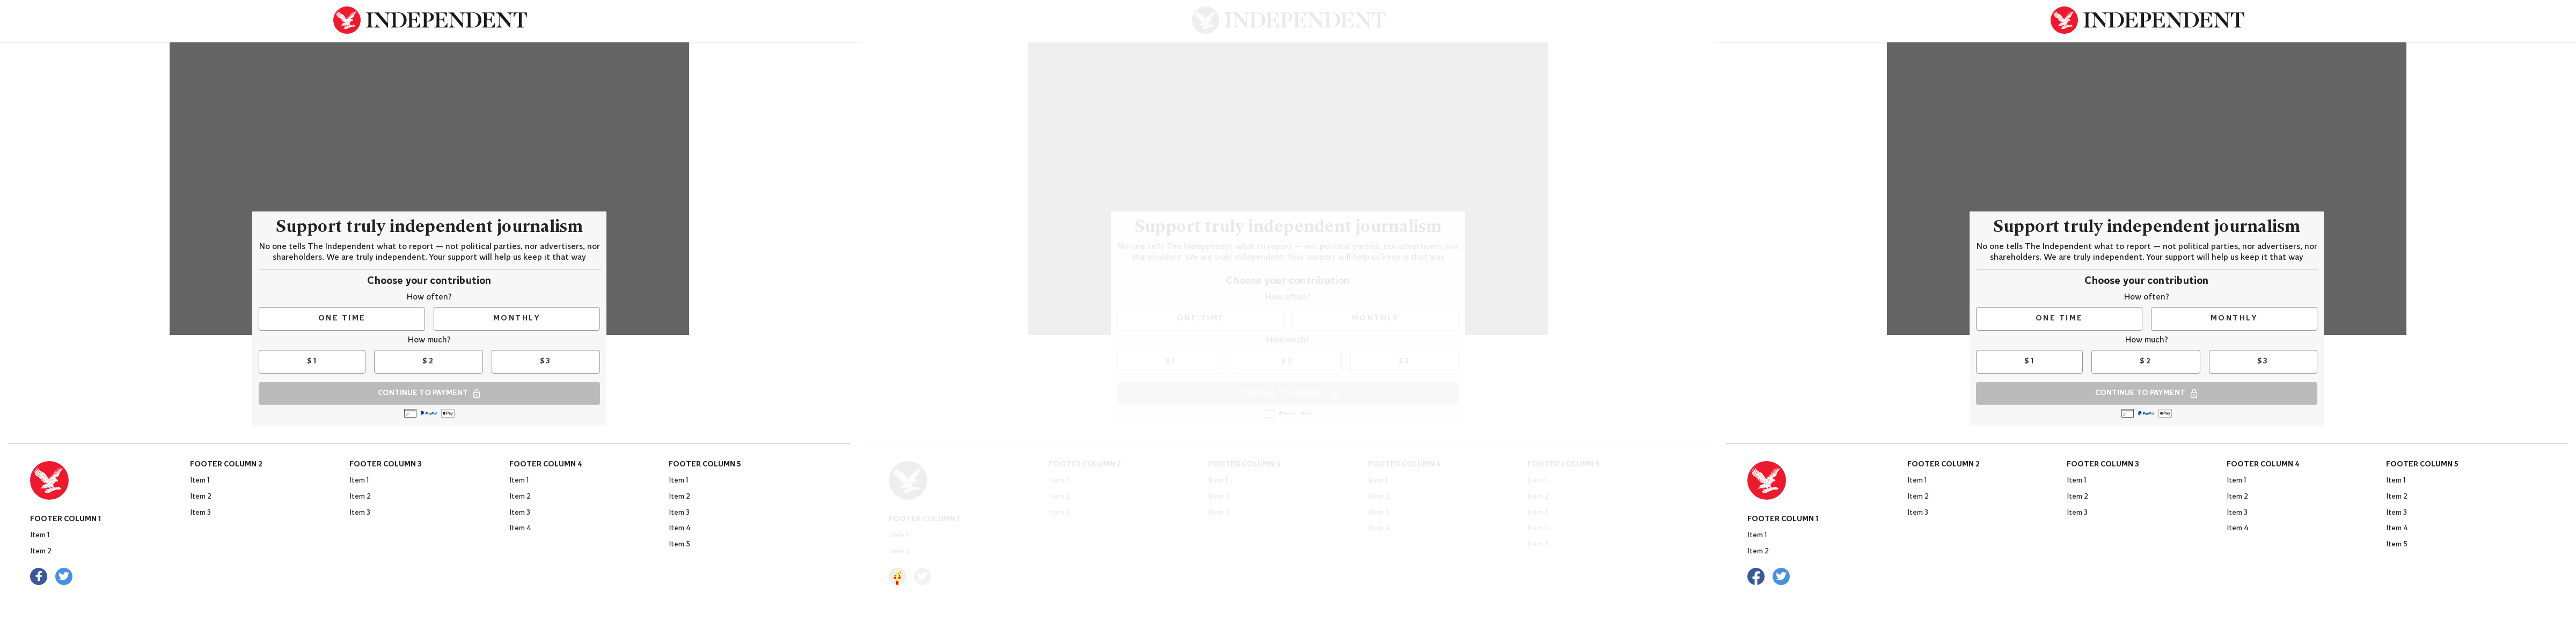 INDEPENDENT
Support truly independent journalism
No one tells The Independent what to report — not political parties, nor advertisers, nor
shareholders. We are truly independent. Your support will help us keep it that way
Choose your contribution
How often?
ONE TIME
MONTHLY
How much?
$1
$2
$3
CONTINUE TO PAYMENT
PayPal
Pay
FOOTER COLUMN 1
Item 1
Item 2
FOOTER COLUMN 2
Item 1
Item 2
Item 3
FOOTER COLUMN 3
Item 1
Item 2
Item 3
FOOTER COLUMN 4
Item 1
Item 2
Item 3
Item 4
FOOTER COLUMN 5
Item 1
Item 2
Item 3
Item 4
Item 5
INDEPENDENT
Support truly independent journalism
No one tells The Independent what to report — not political parties, nor advertisers, nor
shareholders. We are truly independent. Your support will help us keep it that way
Choose your contribution
How often?
ONE TIME
MONTHLY
How much?
$1
$2
$3
FOOTER COLUMN 1
Item 1
Item 2
FOOTER COLUMN 2
Item 1
Item 2
Item 3
FOOTER COLUMN 3
Item 1
Item 2
Item 3
FOOTER COLUMN 4
Item 1
Item 2
Item 3
Item 4
FOOTER COLUMN 5
Item 1
Item 2
Item 3
Item 4
Item 5
INDEPENDENT
Support truly independent journalism
No one tells The Independent what to report — not political parties, nor advertisers, nor
shareholders. We are truly independent. Your support will help us keep it that way
Choose your contribution
How often?
ONE TIME
MONTHLY
How much?
$1
$2
$3
CONTINUE TO PAYMENT
PayPal
Pay
FOOTER COLUMN 1
Item 1
Item 2
FOOTER COLUMN 2
Item 1
Item 2
Item 3
FOOTER COLUMN 3
Item 1
Item 2
Item 3
FOOTER COLUMN 4
Item 1
Item 2
Item 3
Item 4
FOOTER COLUMN 5
Item 1
Item 2
Item 3
Item 4
Item 5